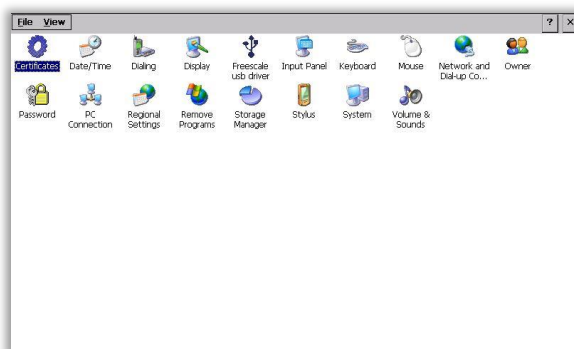 File View ? ×
Certificates Date/Time Dialing Display Freescale usb driver Input Panel Keyboard Mouse Network and Dial-up Co... Owner
Password PC Connection Regional Settings Remove Programs Storage Manager Stylus System Volume & Sounds